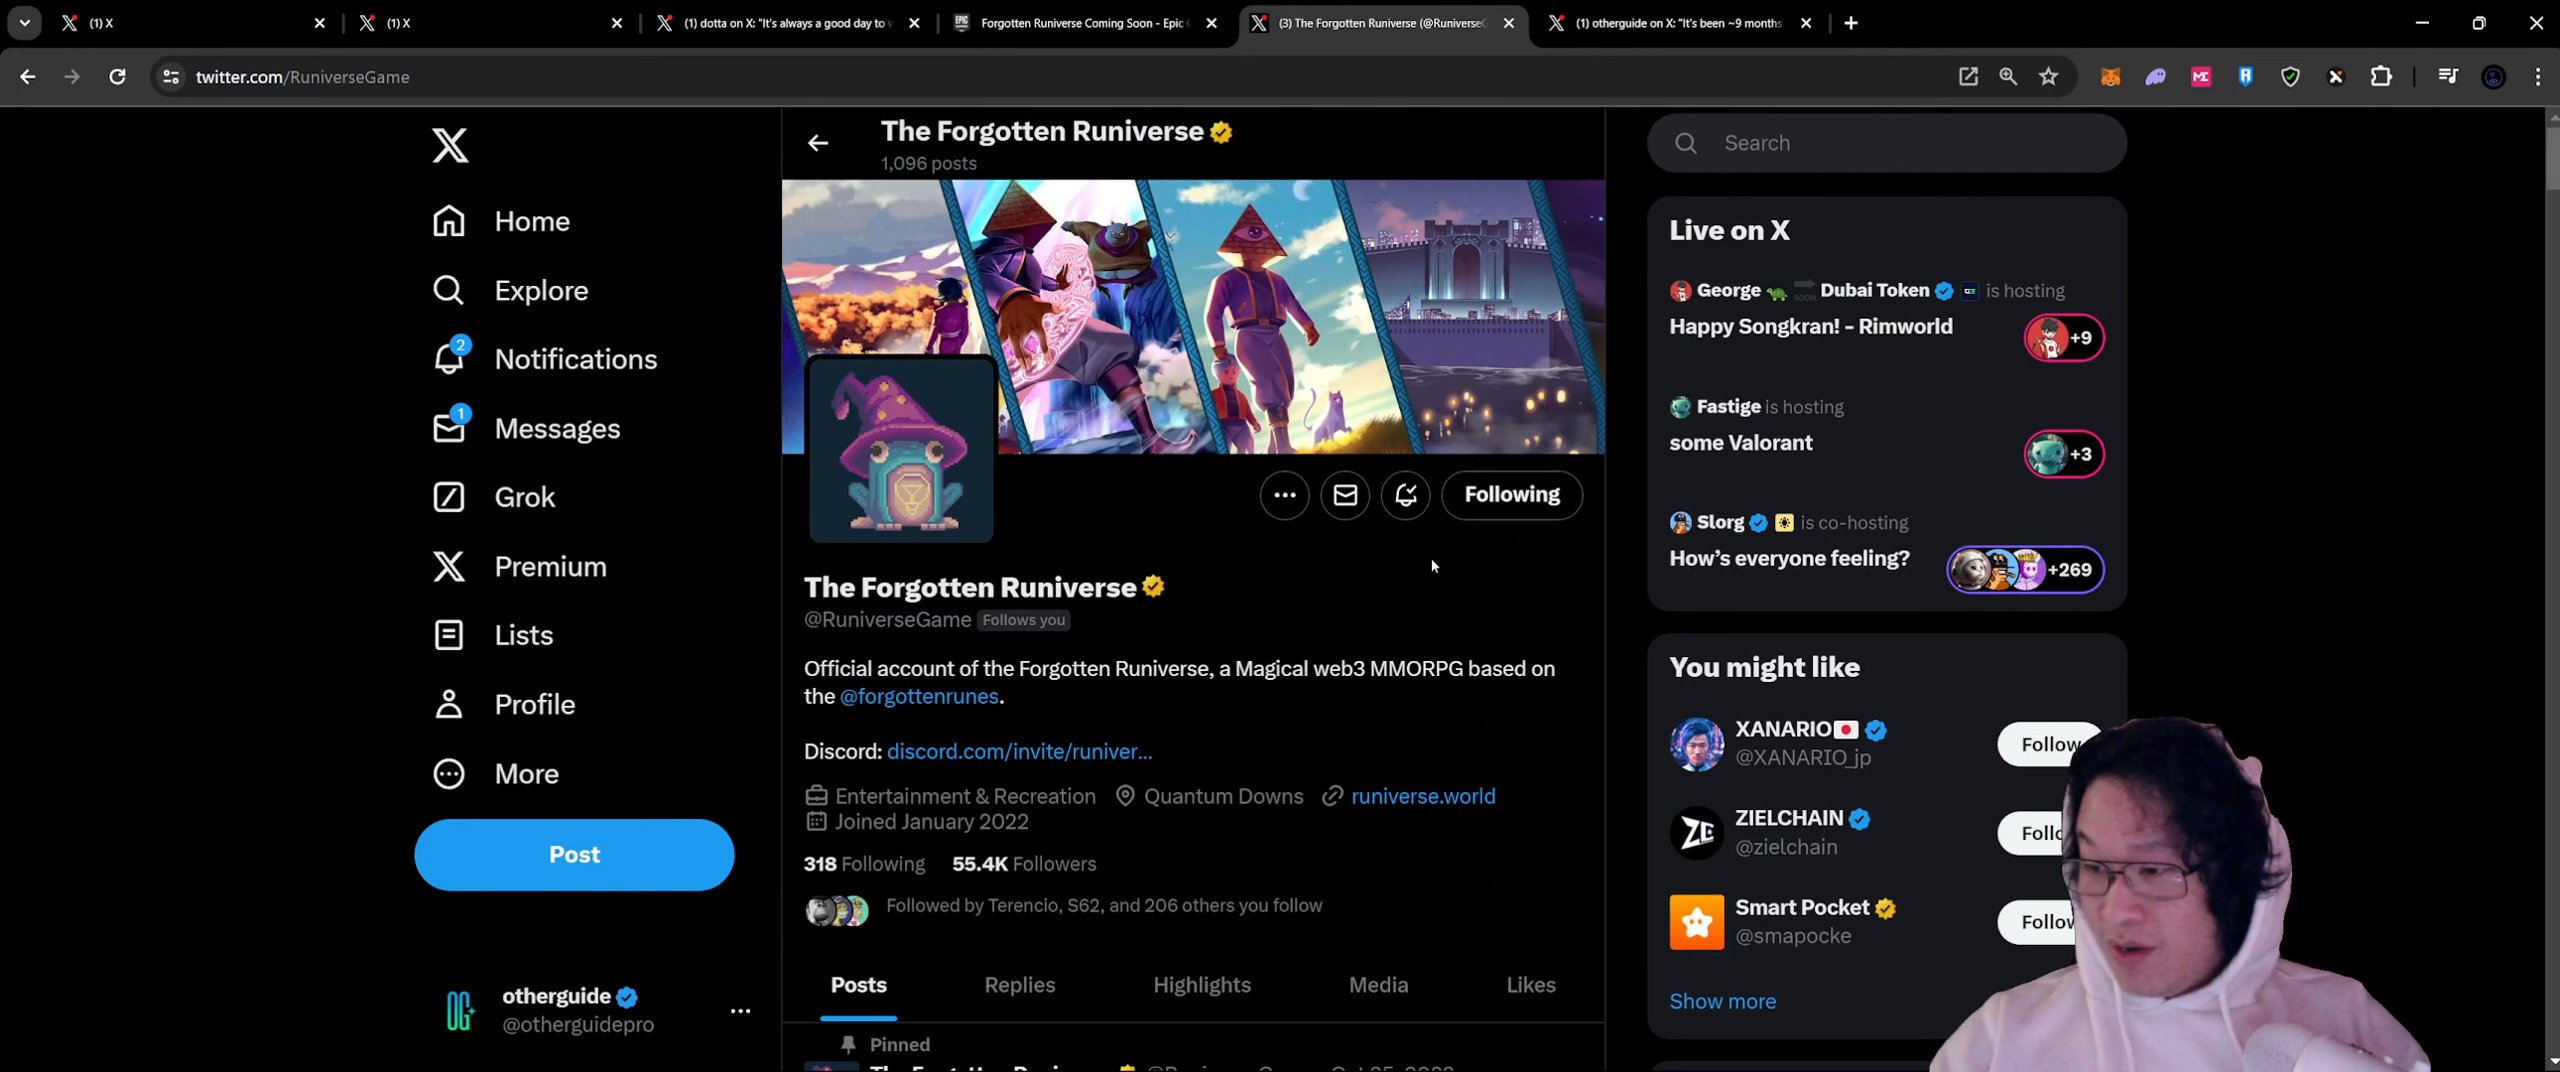 (1) X
(1) X
(1) dotta on X: "It's always a good day to w
Forgotten Runiverse Coming Soon - Epic
(3) The Forgotten Runiverse (@RuniverseG
(1) otherguide on X: "It's been ~9 months
twitter.com/RuniverseGame
The Forgotten Runiverse
1,096 posts
Home
Explore
2
Notifications
1
Messages
Grok
Premium
Lists
Profile
More
Post
otherguide
@otherguidepro
Following
The Forgotten Runiverse
@RuniverseGame Follows you
Official account of the Forgotten Runiverse, a Magical web3 MMORPG based on
the @forgottenrunes.
Discord: discord.com/invite/runiver…
Entertainment & Recreation Quantum Downs runiverse.world
Joined January 2022
318 Following 55.4K Followers
Followed by Terencio, S62, and 206 others you follow
Posts Replies Highlights Media Likes
Pinned
Search
Live on X
George SOON Dubai Token is hosting
Happy Songkran! - Rimworld
+9
Fastige is hosting
some Valorant
+3
Slorg is co-hosting
How's everyone feeling?
+269
You might like
XANARIO
@XANARIO_jp
Follow
ZIELCHAIN
@zielchain
Follo
Smart Pocket
@smapocke
Follow
Show more